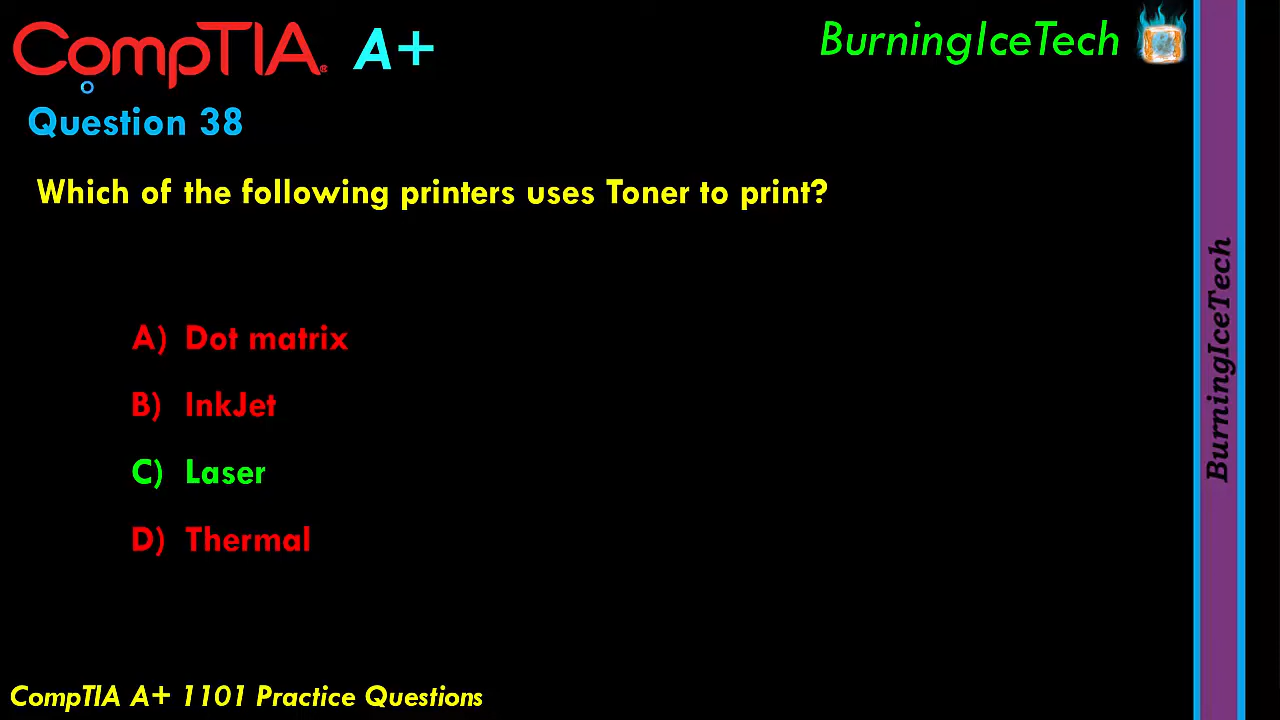 CompTIA® A+
BurningIceTech
Question 38
Which of the following printers uses Toner to print?
A) Dot matrix
B) InkJet
C) Laser
D) Thermal
CompTIA A+ 1101 Practice Questions
BurningIceTech